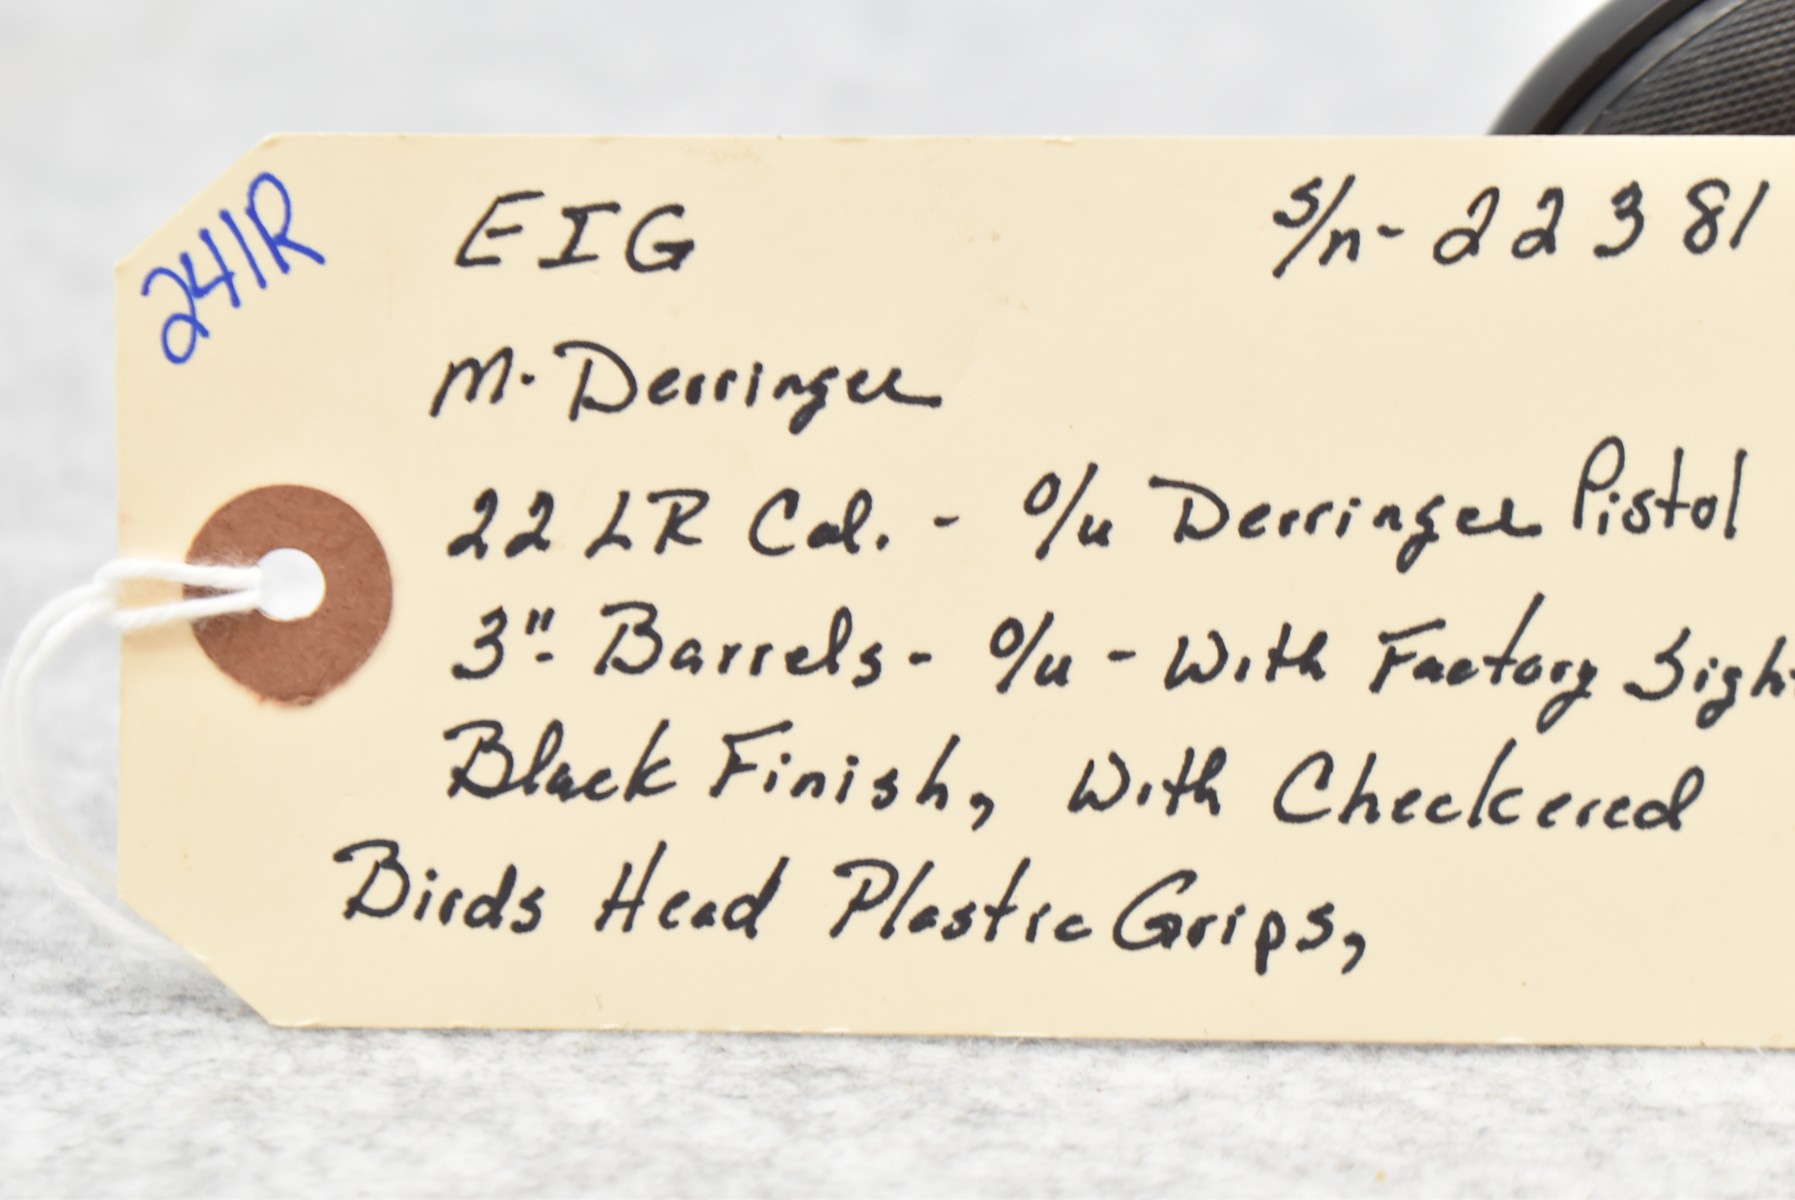 241R
EIG s/n- 22381
M. Derringer
22 LR Cal. - o/u Derringer Pistol
3" Barrels - o/u - With Factory Sight
Black Finish, With Checkered
Birds Head Plastic Grips,